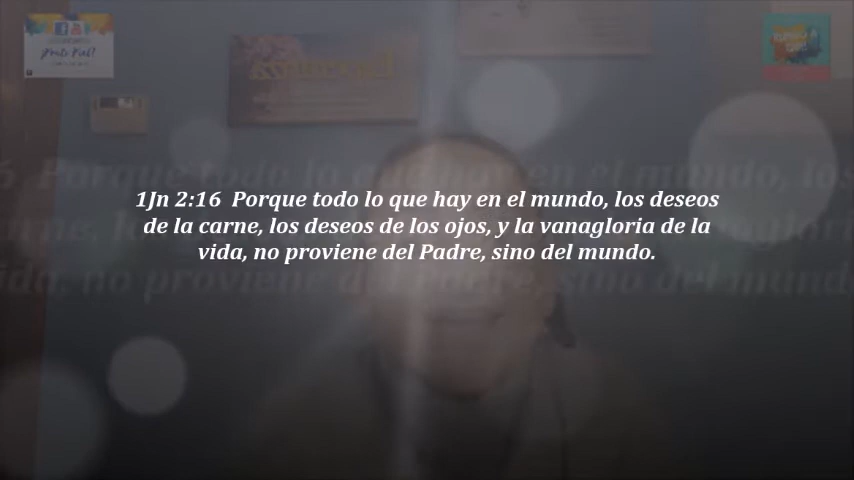 1Jn 2:16 Porque todo lo que hay en el mundo, los deseos
de la carne, los deseos de los ojos, y la vanagloria de la
vida, no proviene del Padre, sino del mundo.